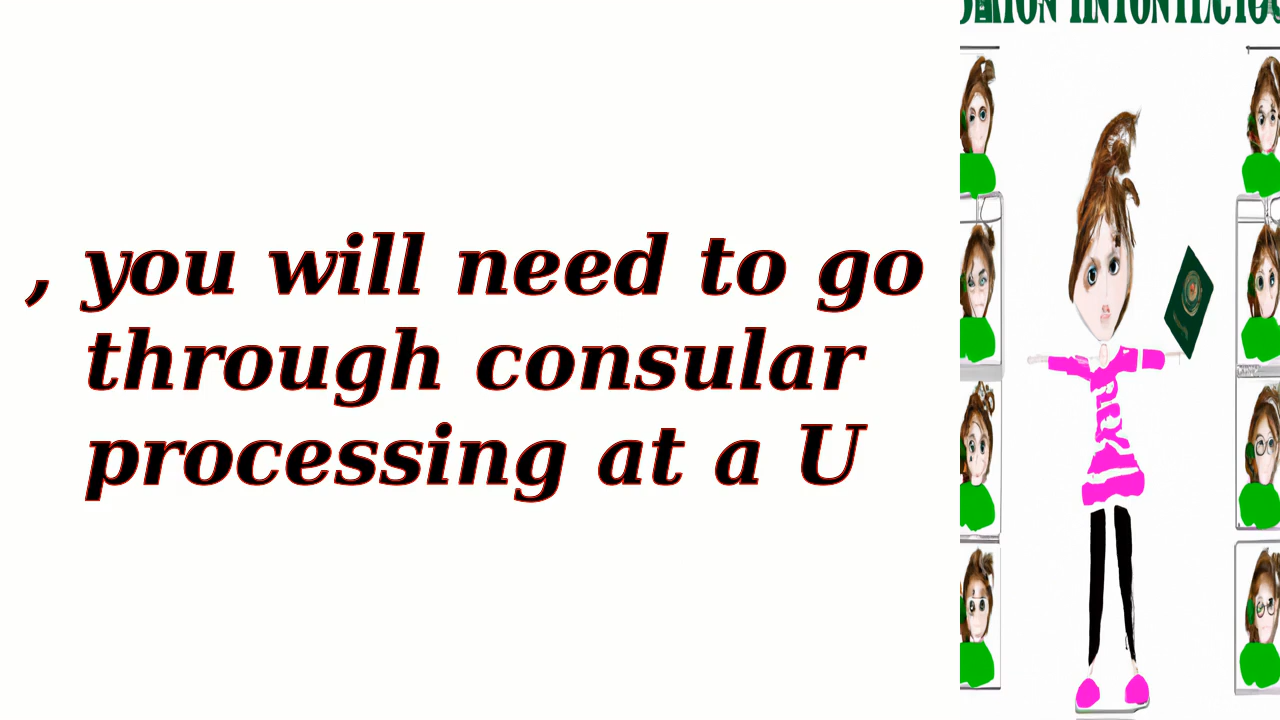 , you will need to go
through consular
processing at a U